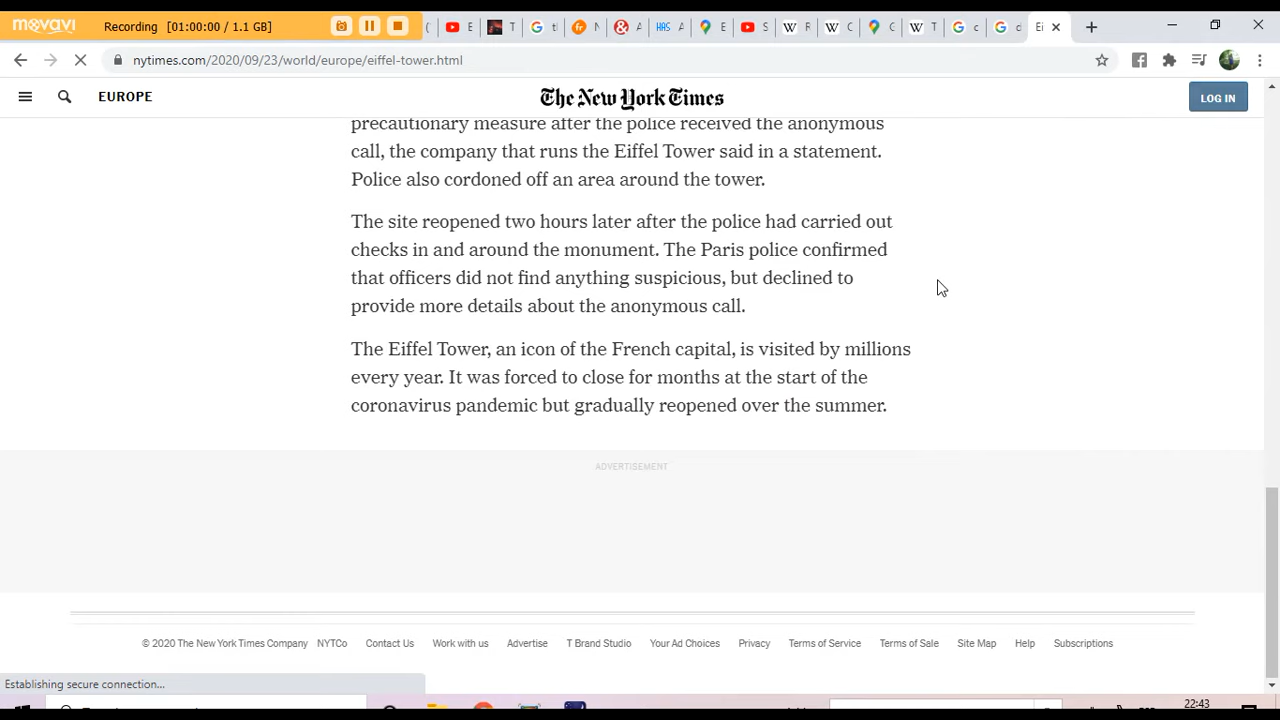 movavi Recording [01:00:00 / 1.1 GB]
nytimes.com/2020/09/23/world/europe/eiffel-tower.html
EUROPE
The New York Times
LOG IN
precautionary measure after the police received the anonymous
call, the company that runs the Eiffel Tower said in a statement.
Police also cordoned off an area around the tower.
The site reopened two hours later after the police had carried out
checks in and around the monument. The Paris police confirmed
that officers did not find anything suspicious, but declined to
provide more details about the anonymous call.
The Eiffel Tower, an icon of the French capital, is visited by millions
every year. It was forced to close for months at the start of the
coronavirus pandemic but gradually reopened over the summer.
ADVERTISEMENT
© 2020 The New York Times Company NYTCo Contact Us Work with us Advertise T Brand Studio Your Ad Choices Privacy Terms of Service Terms of Sale Site Map Help Subscriptions
Establishing secure connection...
22:43